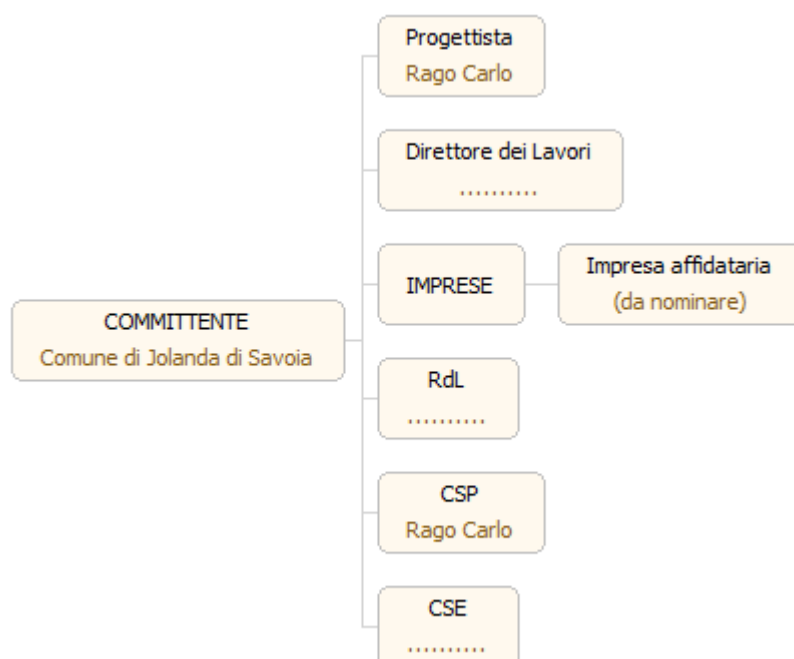 Progettista
Rago Carlo
Direttore dei Lavori
..........
IMPRESE
Impresa affidataria
(da nominare)
COMMITTENTE
Comune di Jolanda di Savoia
RdL
..........
CSP
Rago Carlo
CSE
..........